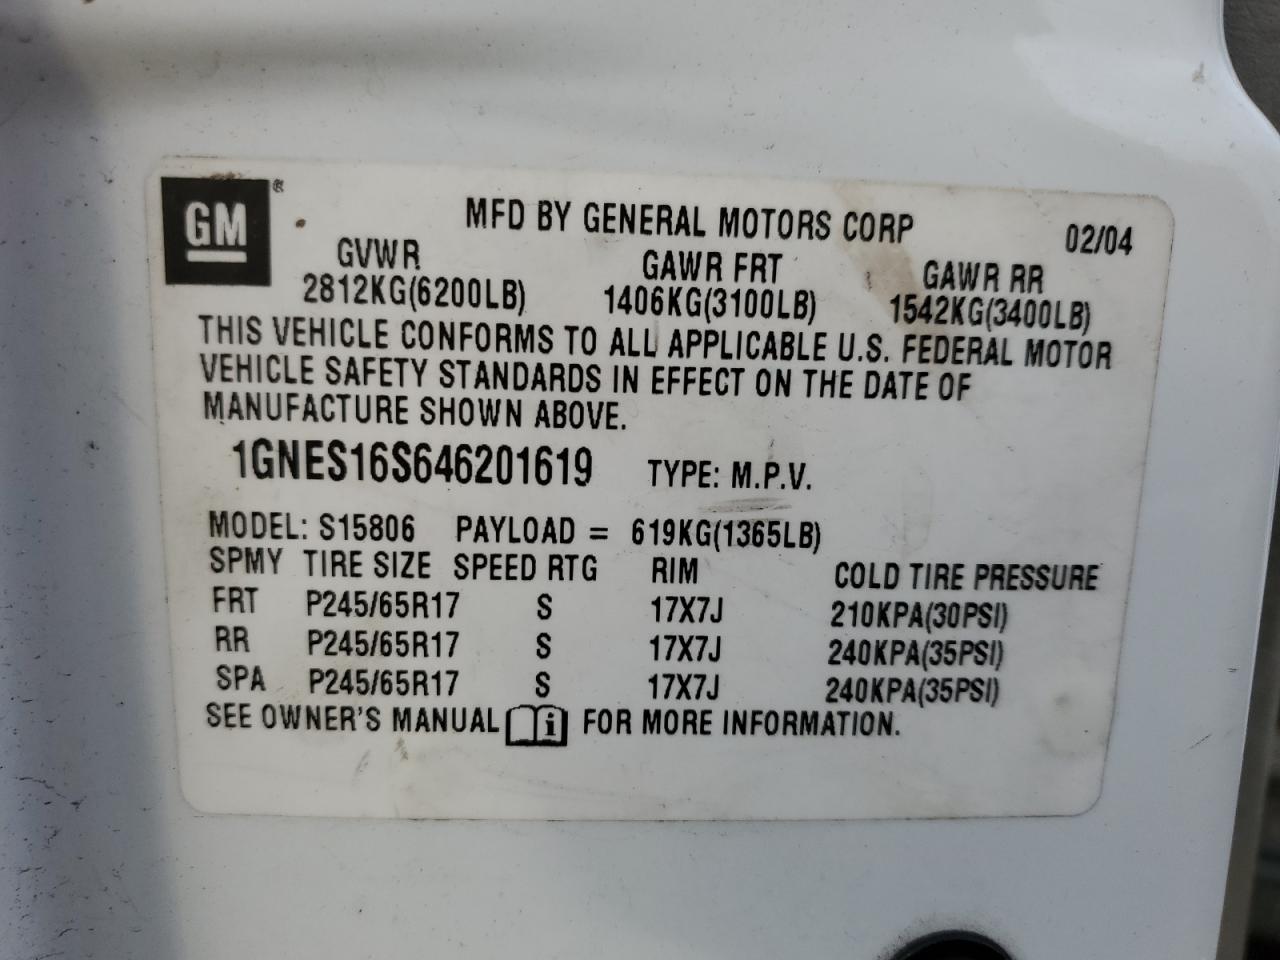 GM ®
MFD BY GENERAL MOTORS CORP 02/04
GVWR GAWR FRT GAWR RR
2812KG(6200LB) 1406KG(3100LB) 1542KG(3400LB)
THIS VEHICLE CONFORMS TO ALL APPLICABLE U.S. FEDERAL MOTOR
VEHICLE SAFETY STANDARDS IN EFFECT ON THE DATE OF
MANUFACTURE SHOWN ABOVE.
1GNES16S646201619 TYPE: M.P.V.
MODEL: S15806 PAYLOAD = 619KG(1365LB)
SPMY TIRE SIZE SPEED RTG RIM COLD TIRE PRESSURE
FRT P245/65R17 S 17X7J 210KPA(30PSI)
RR P245/65R17 S 17X7J 240KPA(35PSI)
SPA P245/65R17 S 17X7J 240KPA(35PSI)
SEE OWNER'S MANUAL i FOR MORE INFORMATION.